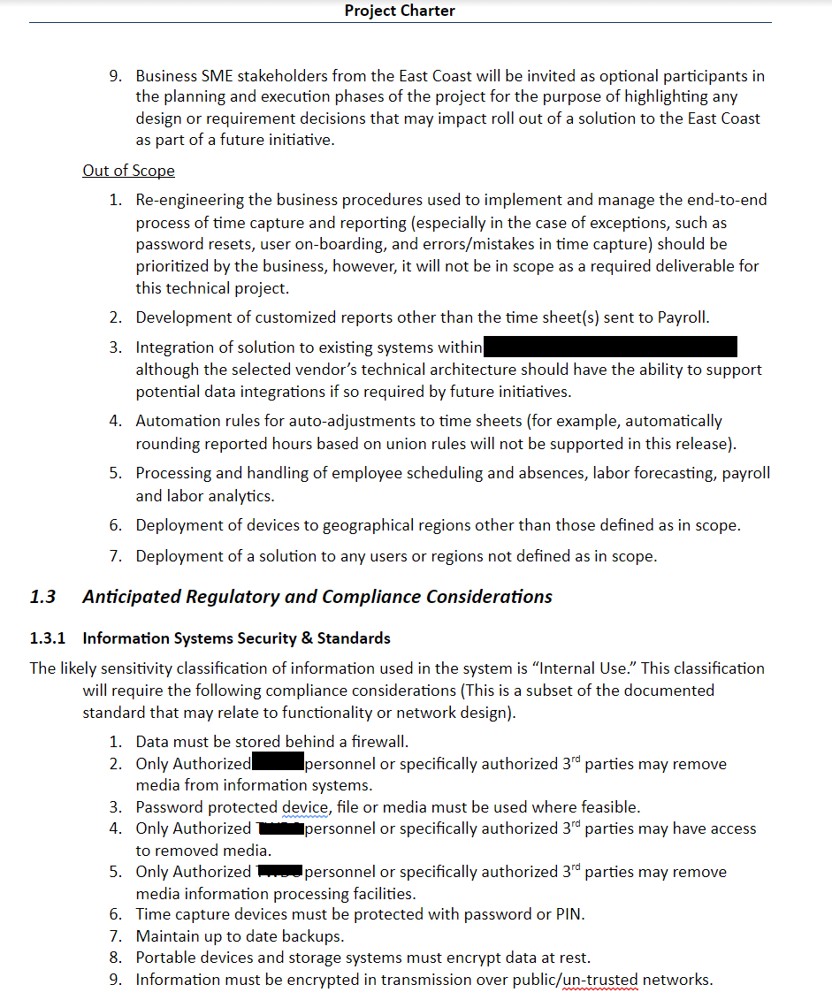 Project Charter
9. Business SME stakeholders from the East Coast will be invited as optional participants in
the planning and execution phases of the project for the purpose of highlighting any
design or requirement decisions that may impact roll out of a solution to the East Coast
as part of a future initiative.
Out of Scope
1. Re-engineering the business procedures used to implement and manage the end-to-end
process of time capture and reporting (especially in the case of exceptions, such as
password resets, user on-boarding, and errors/mistakes in time capture) should be
prioritized by the business, however, it will not be in scope as a required deliverable for
this technical project.
2. Development of customized reports other than the time sheet(s) sent to Payroll.
3. Integration of solution to existing systems within
although the selected vendor’s technical architecture should have the ability to support
potential data integrations if so required by future initiatives.
4. Automation rules for auto-adjustments to time sheets (for example, automatically
rounding reported hours based on union rules will not be supported in this release).
5. Processing and handling of employee scheduling and absences, labor forecasting, payroll
and labor analytics.
6. Deployment of devices to geographical regions other than those defined as in scope.
7. Deployment of a solution to any users or regions not defined as in scope.
1.3 Anticipated Regulatory and Compliance Considerations
1.3.1 Information Systems Security & Standards
The likely sensitivity classification of information used in the system is “Internal Use.” This classification
will require the following compliance considerations (This is a subset of the documented
standard that may relate to functionality or network design).
1. Data must be stored behind a firewall.
2. Only Authorized personnel or specifically authorized 3rd parties may remove
media from information systems.
3. Password protected device, file or media must be used where feasible.
4. Only Authorized personnel or specifically authorized 3rd parties may have access
to removed media.
5. Only Authorized personnel or specifically authorized 3rd parties may remove
media information processing facilities.
6. Time capture devices must be protected with password or PIN.
7. Maintain up to date backups.
8. Portable devices and storage systems must encrypt data at rest.
9. Information must be encrypted in transmission over public/un-trusted networks.